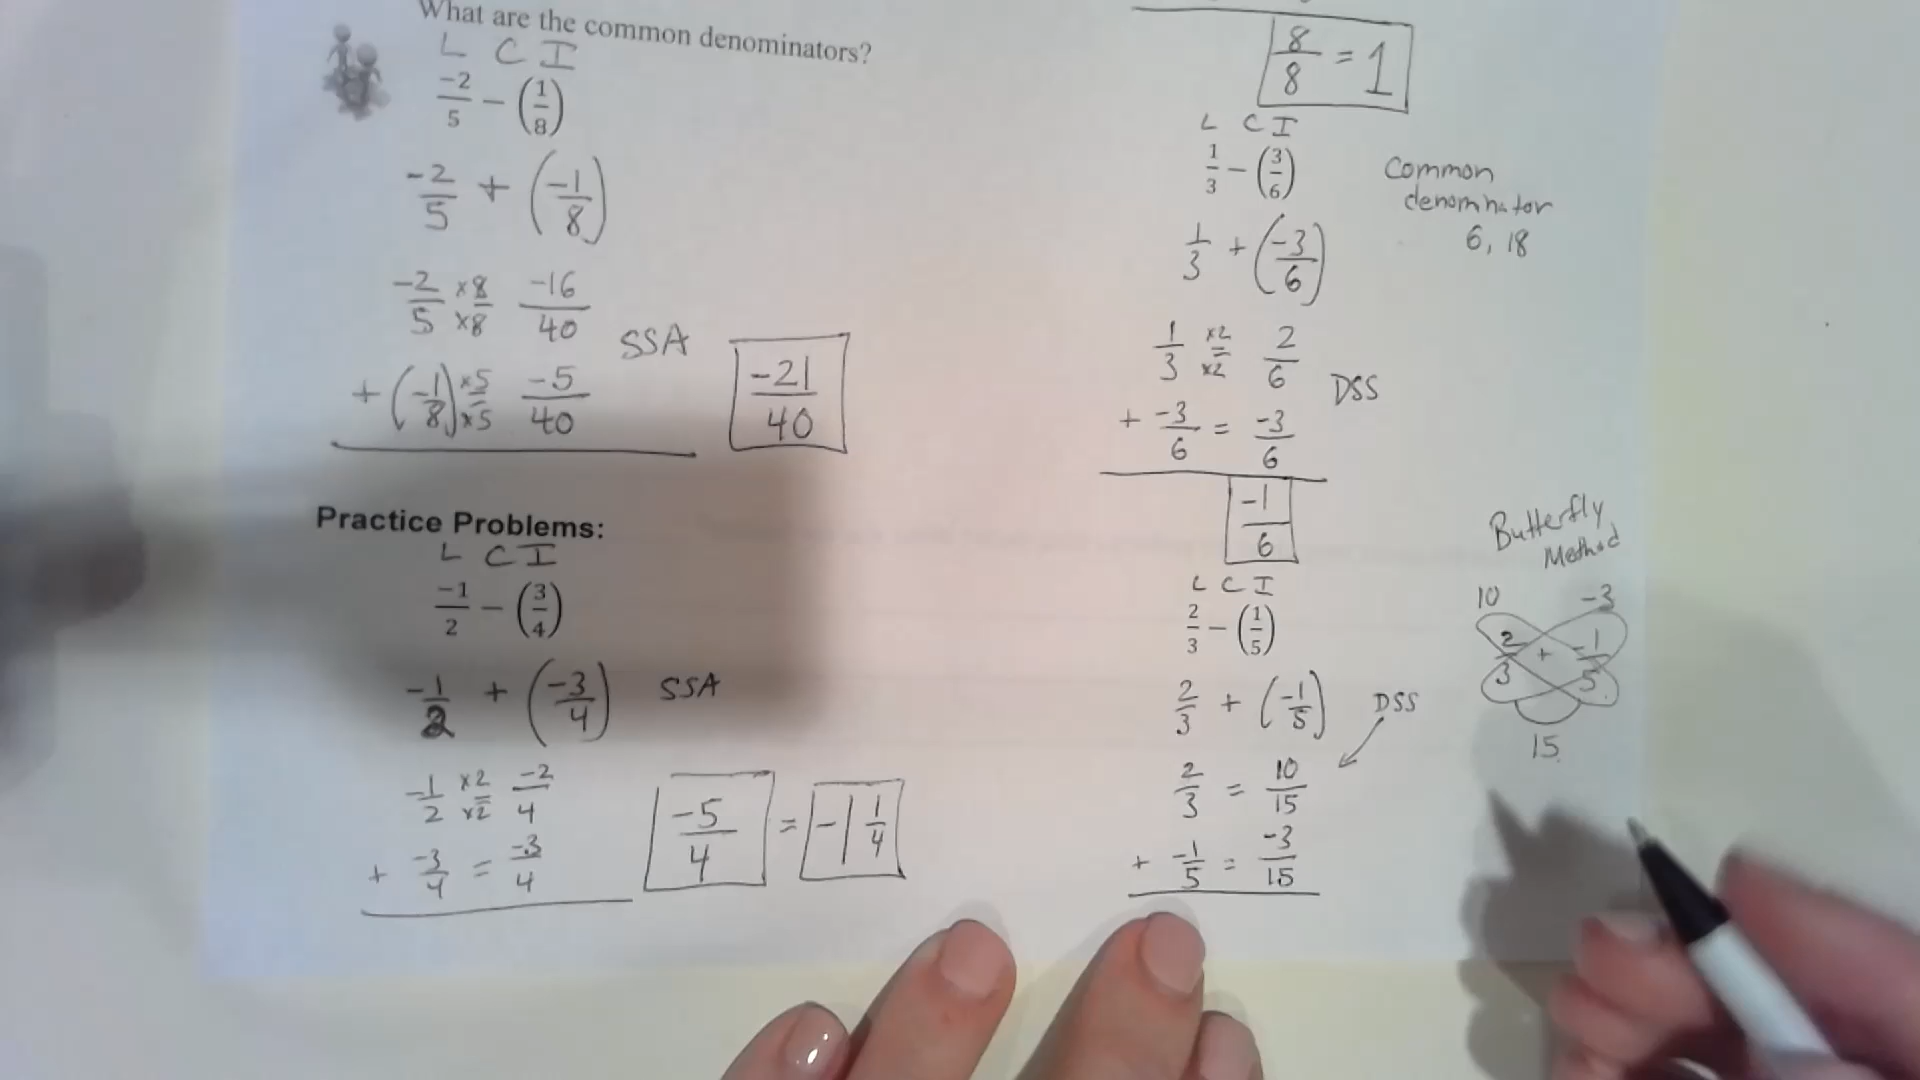 What are the common denominators?
L C I
-2/5 - (1/8)
-2/5 + (-1/8)
-2/5 ×8/×8 -16/40
SSA
+ (-1/8) ×5/×5 = -5/40
-21/40
Practice Problems:
L C I
-1/2 - (3/4)
-1/2 + (-3/4) SSA
-1/2 ×2/×2 = -2/4
+ -3/4 = -3/4
-5/4 = -1 1/4
8/8 = 1
L C I
1/3 - (3/6)
Common
denominator
6, 18
1/3 + (-3/6)
1/3 ×2/×2 = 2/6
DSS
+ -3/6 = -3/6
-1/6
L C I
2/3 - (1/5)
2/3 + (-1/5) DSS
2/3 = 10/15
+ -1/5 = -3/15
Butterfly
Method
10 -3
2/3 + -1/5
15